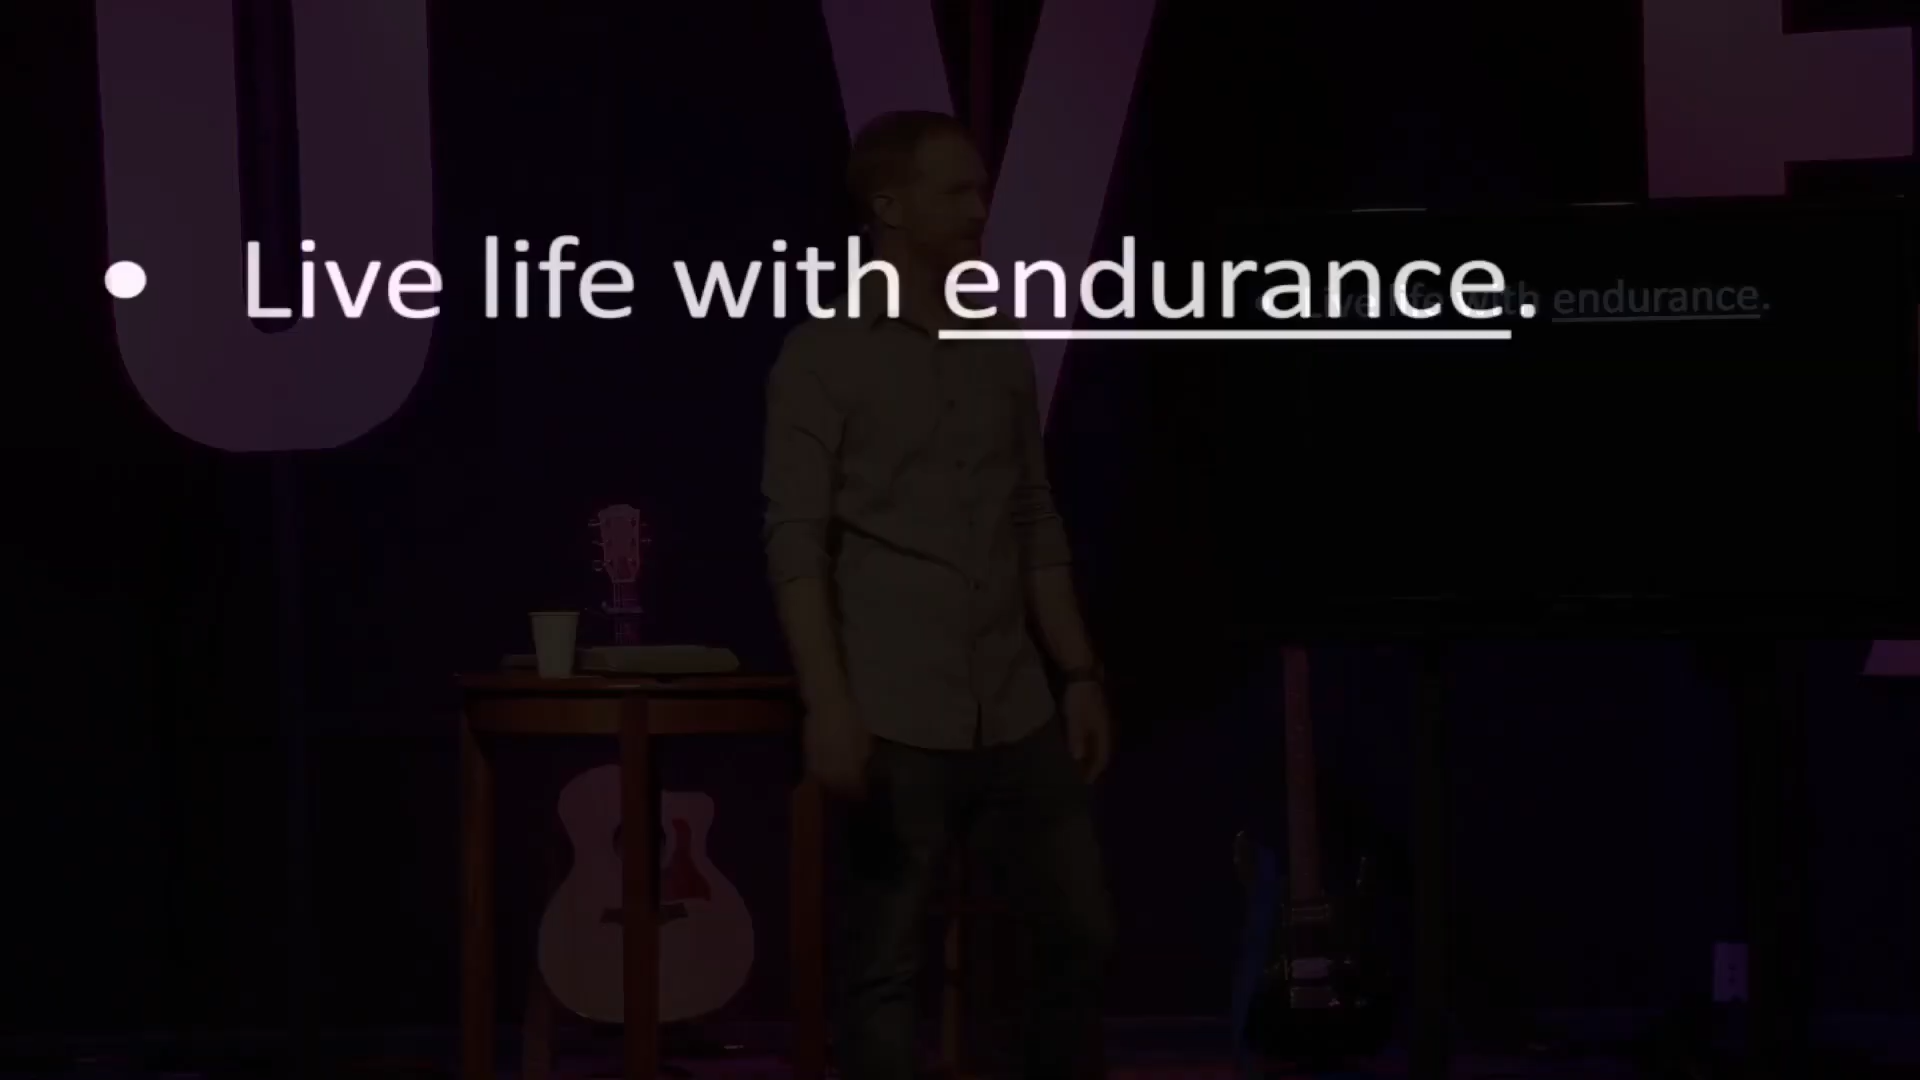 • Live life with endurance.
Live life with endurance.